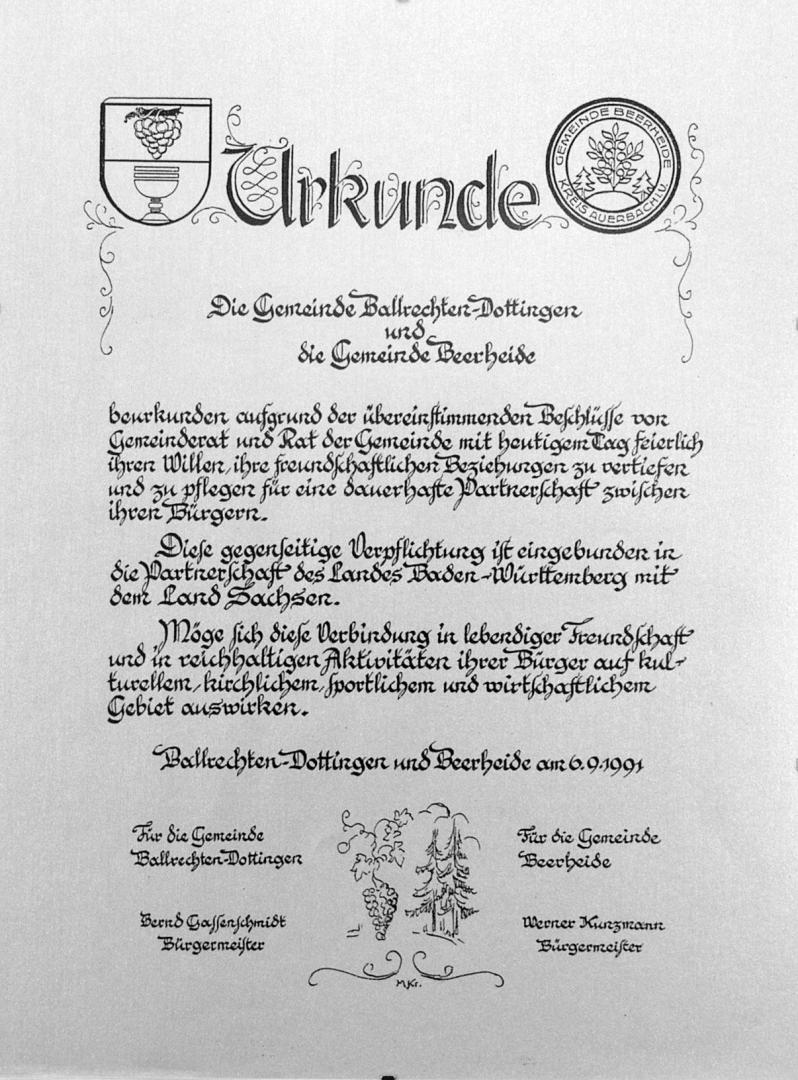 Urkunde
GEMEINDE BEERHEIDE
KREIS AUERBACH i.V.
Die Gemeinde Ballrechten-Dottingen
und
die Gemeinde Beerheide
beurkunden aufgrund der übereinstimmenden Beschlüsse von
Gemeinderat und Rat der Gemeinde mit heutigem Tag feierlich
ihren Willen, ihre freundschaftlichen Beziehungen zu vertiefen
und zu pflegen für eine dauerhafte Partnerschaft zwischen
ihren Bürgern.
Diese gegenseitige Verpflichtung ist eingebunden in
die Partnerschaft des Landes Baden-Württemberg mit
dem Land Sachsen.
Möge sich diese Verbindung in lebendiger Freundschaft
und in reichhaltigen Aktivitäten ihrer Bürger auf kul-
turellem, kirchlichem, sportlichem und wirtschaftlichem
Gebiet auswirken.
Ballrechten-Dottingen und Beerheide am 6.9.1991
Für die Gemeinde
Ballrechten-Dottingen
Bernd Gassenschmidt
Bürgermeister
Für die Gemeinde
Beerheide
Werner Kunzmann
Bürgermeister
M.Kr.